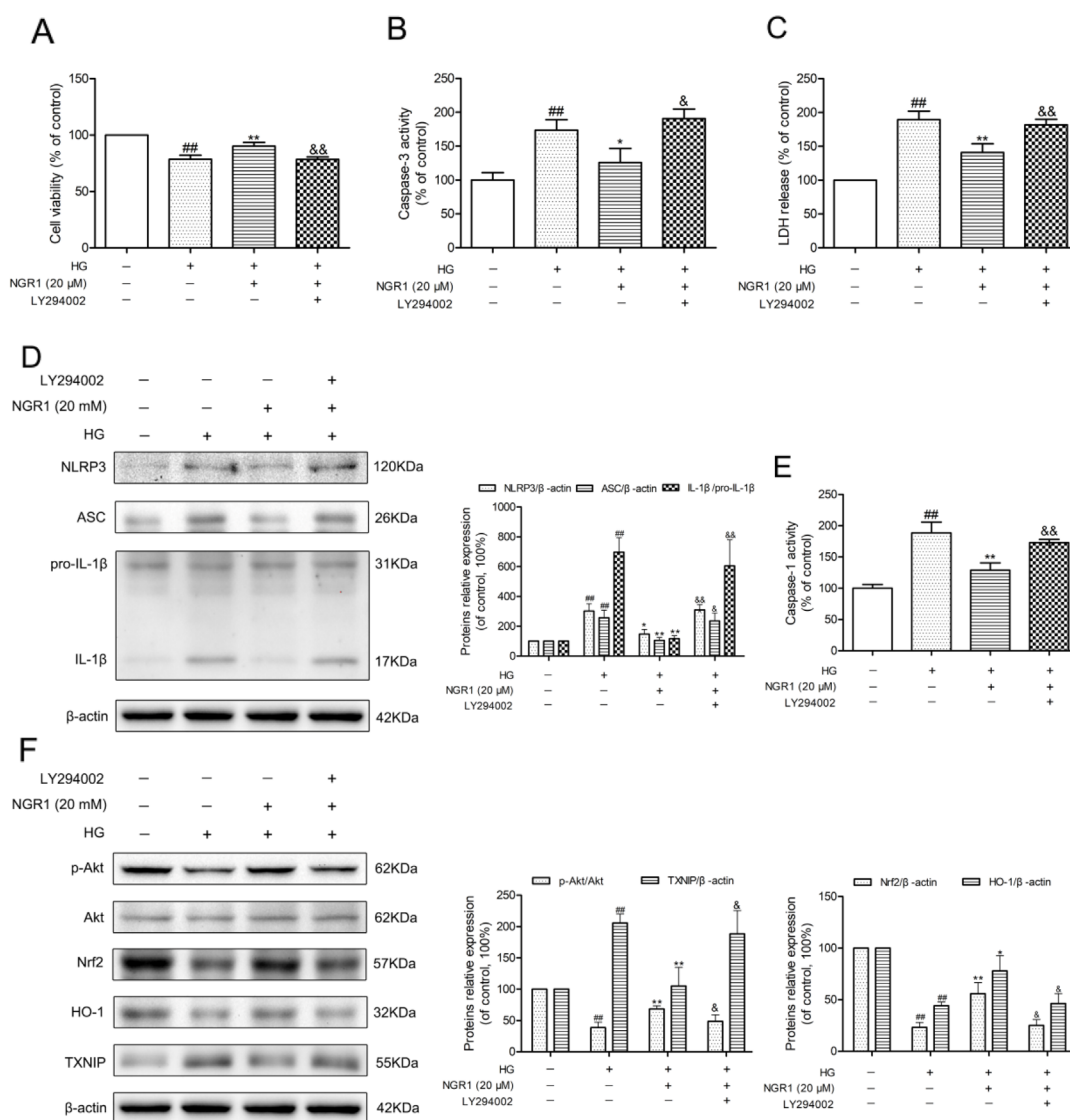 A
Cell viability (% of control)
150
100
50
0
##
**
&&
– + + + HG
– – + + NGR1 (20 μM)
– – – + LY294002
B
Caspase-3 activity
(% of control)
250
200
150
100
50
0
##
*
&
– + + + HG
– – + + NGR1 (20 μM)
– – – + LY294002
C
LDH release (% of control)
250
200
150
100
50
0
##
**
&&
– + + + HG
– – + + NGR1 (20 μM)
– – – + LY294002
D
LY294002 – – – +
NGR1 (20 mM) – – + +
HG – + + +
NLRP3 120KDa
ASC 26KDa
pro-IL-1β 31KDa
IL-1β 17KDa
β-actin 42KDa
NLRP3/β -actin ASC/β -actin IL-1β /pro-IL-1β
Proteins relative expression
(of control, 100%)
1000
800
600
400
200
0
## ## ##
* ** **
&& & &&
HG – + + +
NGR1 (20 μM) – – + +
LY294002 – – – +
E
Caspase-1 activity
(% of control)
250
200
150
100
50
0
##
**
&&
HG – + + +
NGR1 (20 μM) – – + +
LY294002 – – – +
F
LY294002 – – – +
NGR1 (20 mM) – – + +
HG – + + +
p-Akt 62KDa
Akt 62KDa
Nrf2 57KDa
HO-1 32KDa
TXNIP 55KDa
β-actin 42KDa
p-Akt/Akt TXNIP/β -actin
Proteins relative expression
(of control, 100%)
250
200
150
100
50
0
## ##
** **
& &
HG – + + +
NGR1 (20 μM) – – + +
LY294002 – – – +
Nrf2/β -actin HO-1/β -actin
Proteins relative expression
(of control, 100%)
150
100
50
0
## ##
** *
& &
HG – + + +
NGR1 (20 μM) – – + +
LY294002 – – – +